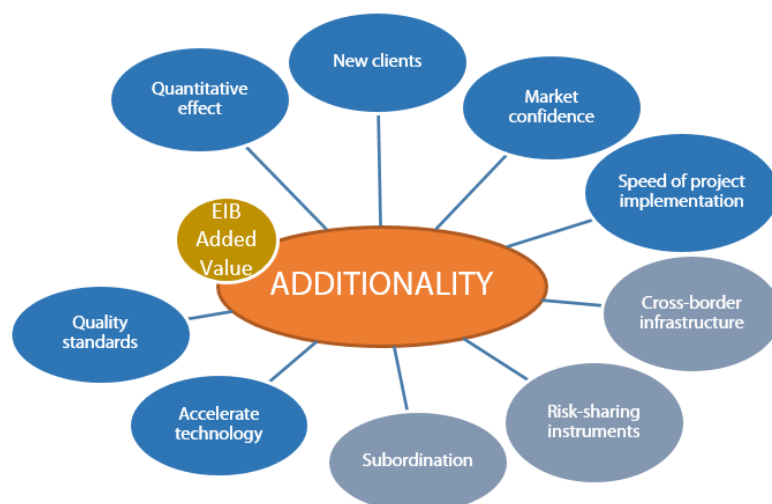 New clients
Quantitative
effect
Market
confidence
Speed of project
implementation
EIB
Added
Value
ADDITIONALITY
Cross-border
infrastructure
Quality
standards
Risk-sharing
instruments
Accelerate
technology
Subordination